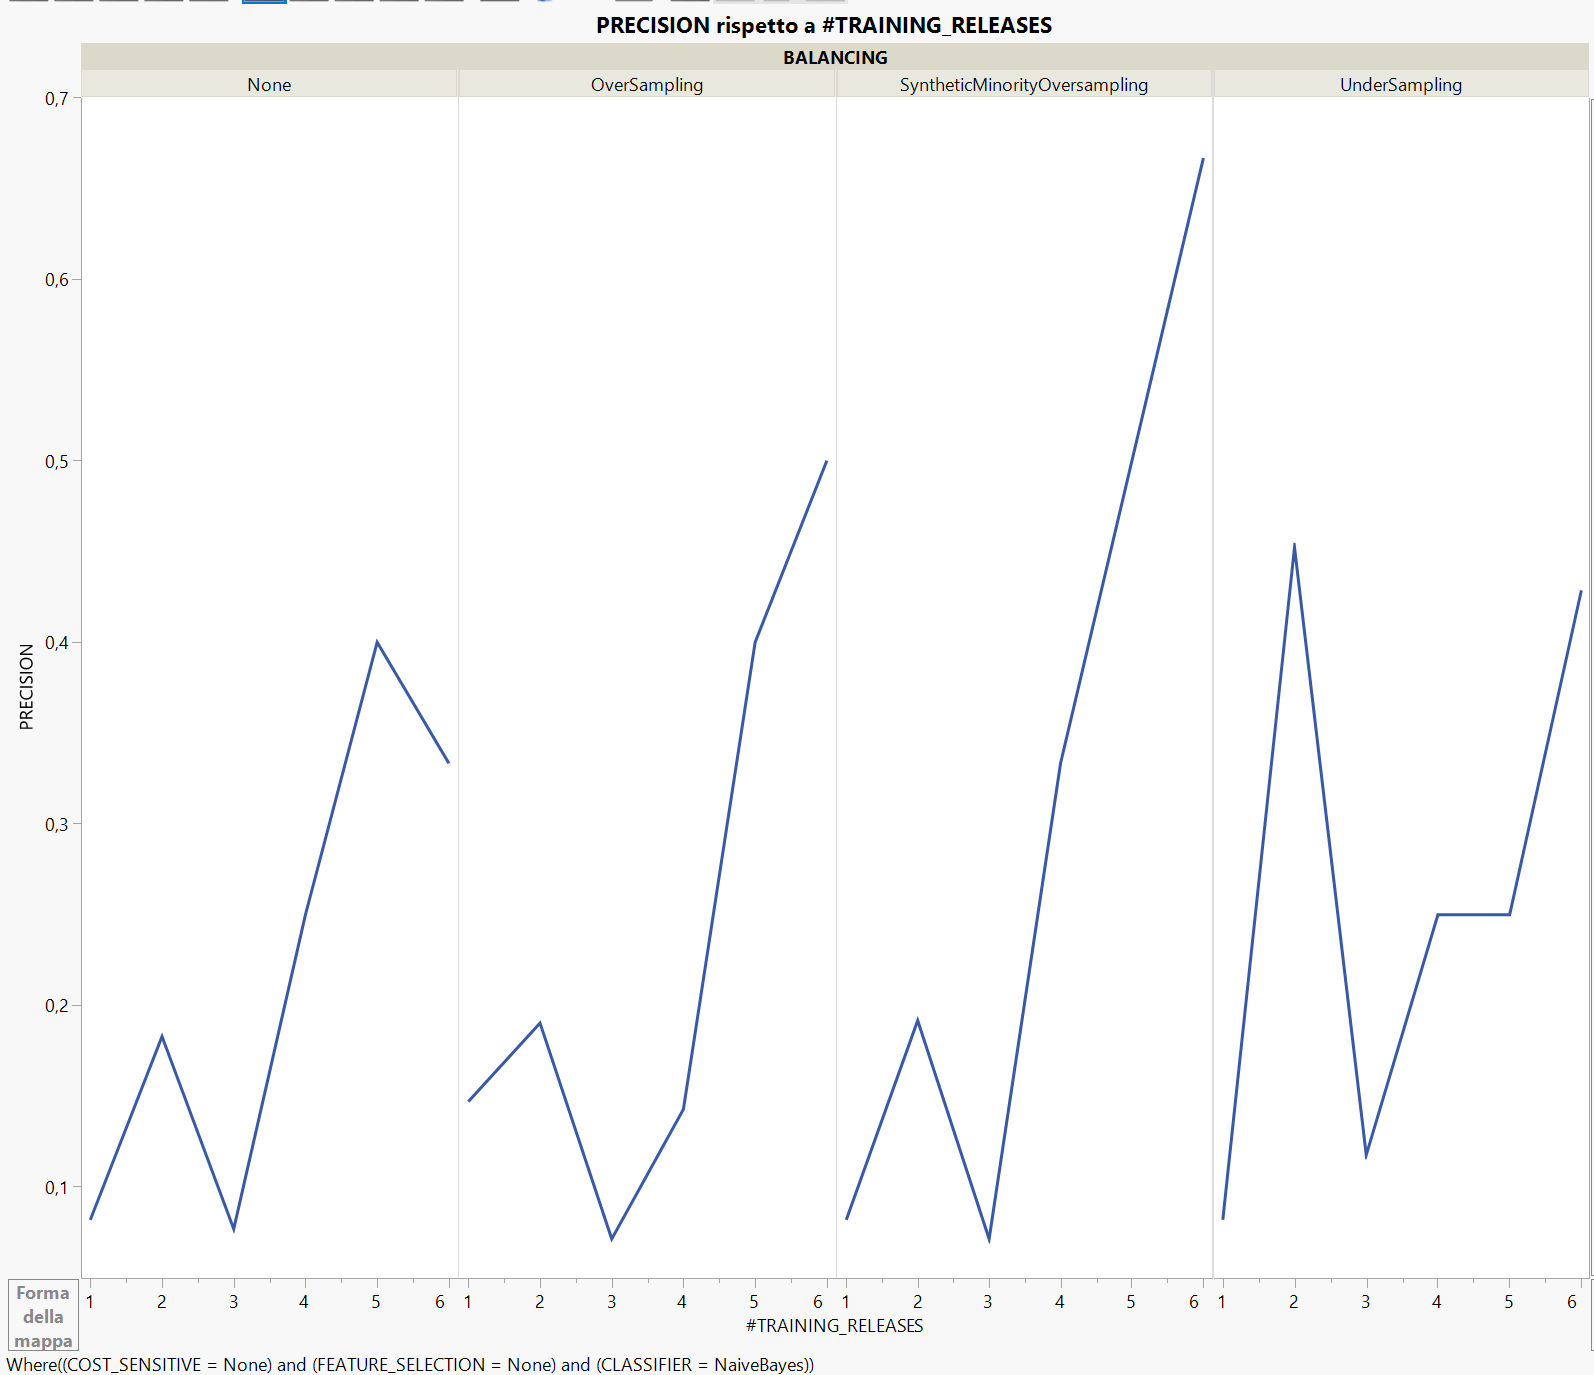 PRECISION rispetto a #TRAINING_RELEASES
BALANCING
None OverSampling SyntheticMinorityOversampling UnderSampling
0,7
0,6
0,5
0,4
0,3
0,2
0,1
PRECISION
1 2 3 4 5 6 1 2 3 4 5 6 1 2 3 4 5 6 1 2 3 4 5 6
#TRAINING_RELEASES
Forma
della
mappa
Where((COST_SENSITIVE = None) and (FEATURE_SELECTION = None) and (CLASSIFIER = NaiveBayes))